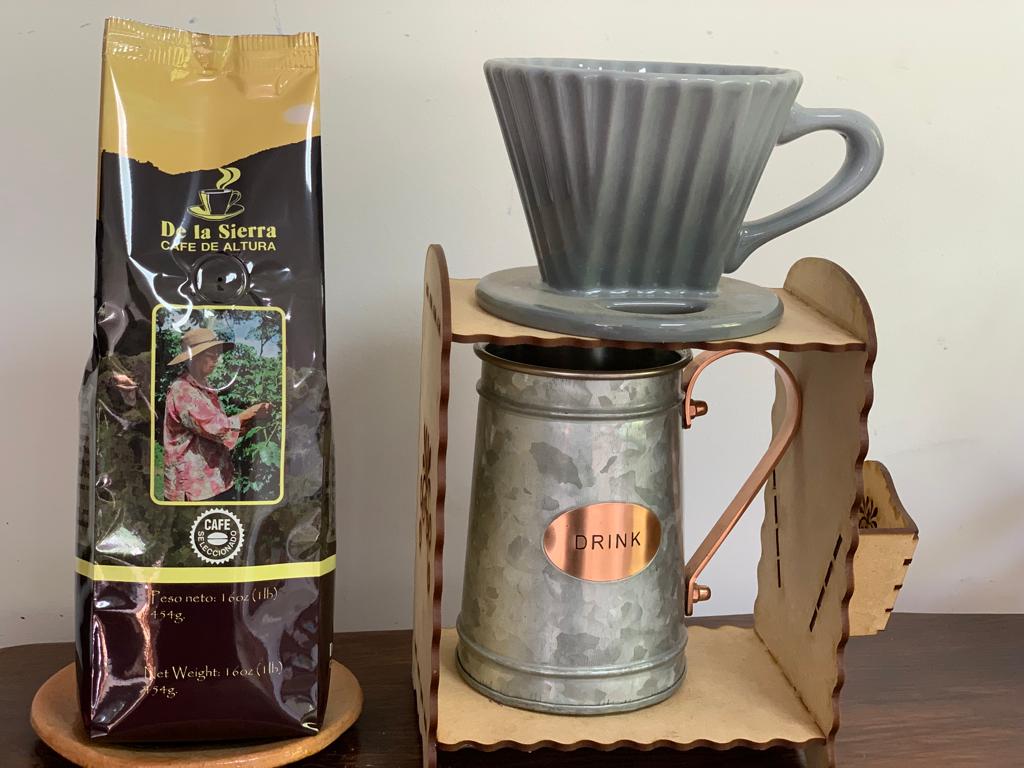 De la Sierra
CAFE DE ALTURA
CAFE
SELECCIONADO
Peso neto: 16oz (1lb)
454g.
Net Weight: 16oz (1lb)
454g.
DRINK